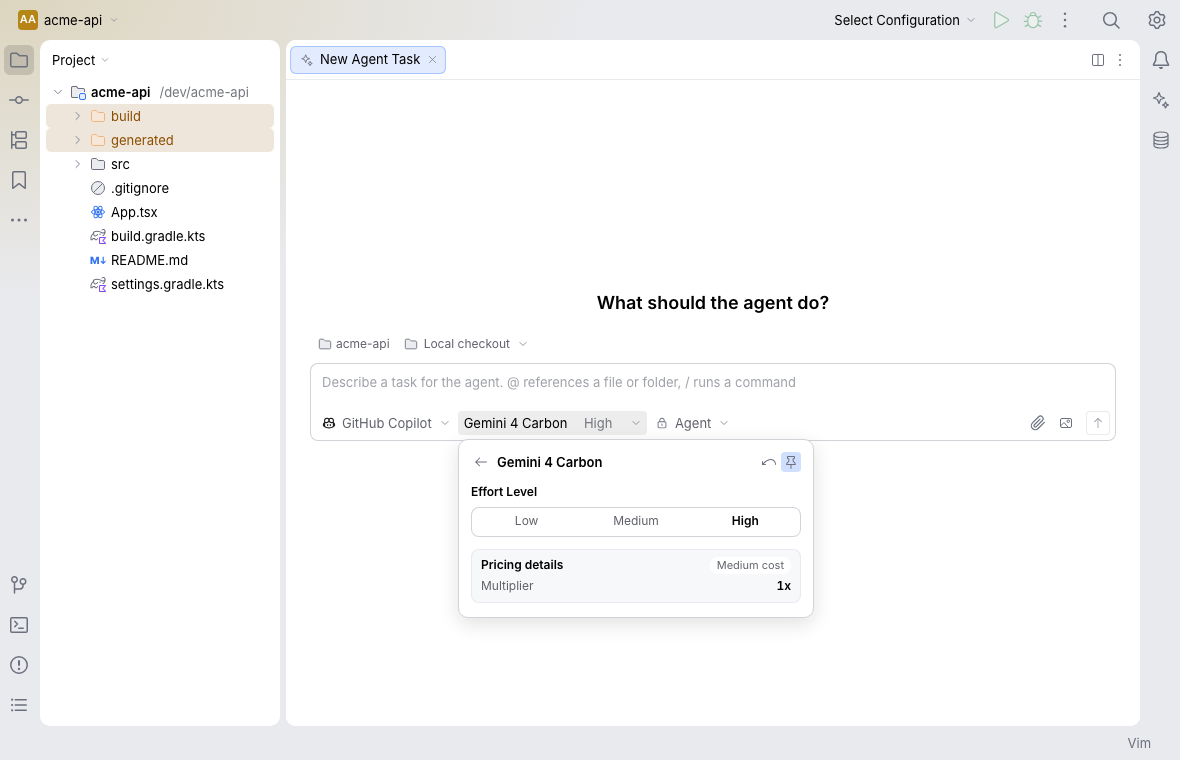 AA acme-api
Select Configuration
Project
New Agent Task
acme-api /dev/acme-api
build
generated
src
.gitignore
App.tsx
build.gradle.kts
M↓ README.md
settings.gradle.kts
What should the agent do?
acme-api Local checkout
Describe a task for the agent. @ references a file or folder, / runs a command
GitHub Copilot Gemini 4 Carbon High Agent
Gemini 4 Carbon
Effort Level
Low Medium High
Pricing details Medium cost
Multiplier 1x
Vim